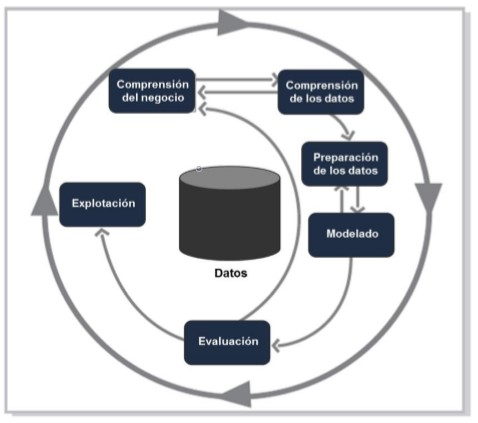 Comprensión
del negocio
Comprensión
de los datos
Preparación
de los datos
Explotación
Modelado
Datos
Evaluación